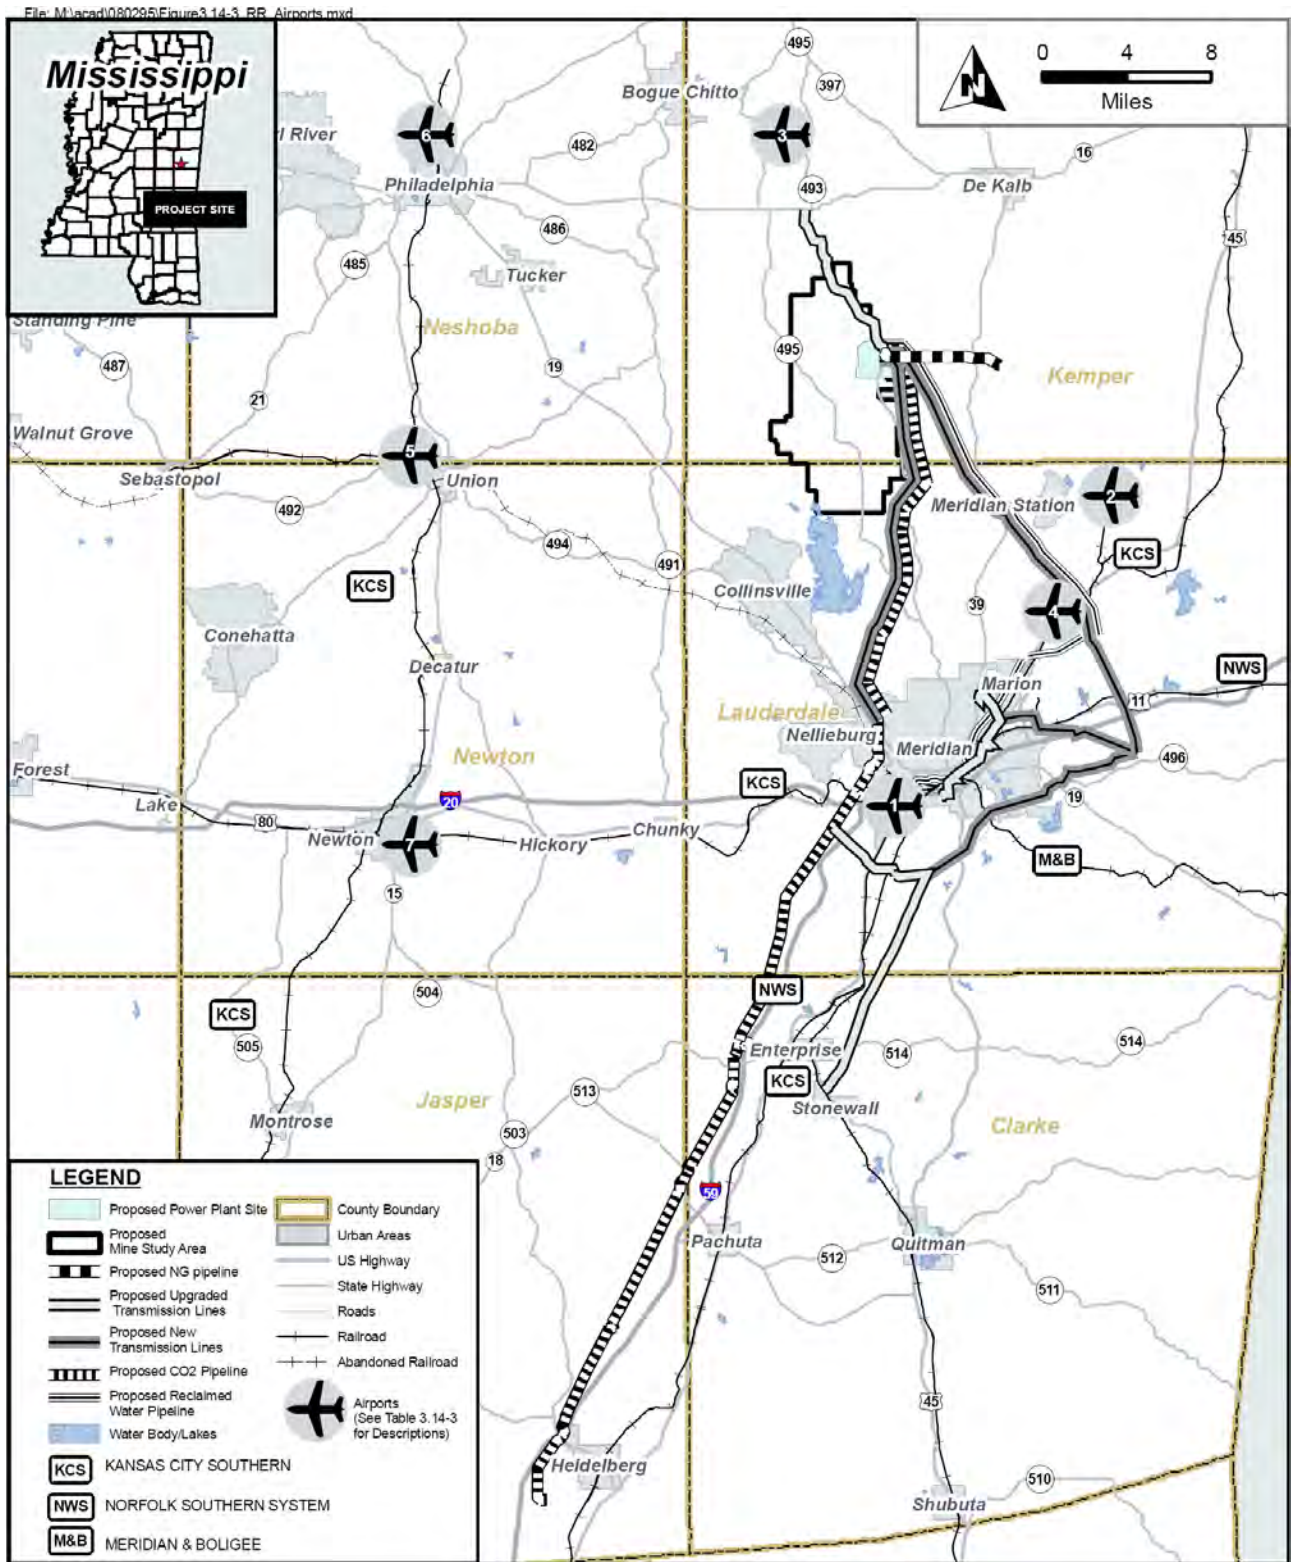 File: M:\acad\080295\Figure3.14-3_RR_Airports.mxd
Mississippi
PROJECT SITE
N
0 4 8
Miles
495
397
Bogue Chitto
6
3
482
16
Philadelphia
493
De Kalb
486
45
485
Tucker
Standing Pine
Neshoba
495
487
19
Kemper
21
Walnut Grove
5
Sebastopol
Union
2
492
Meridian Station
494
KCS
491
KCS
Collinsville
39
4
Conehatta
Decatur
NWS
Marion
11
Lauderdale
Nellieburg
Newton
Meridian
496
Forest
KCS
Lake
20
19
80
1
Chunky
Newton
7
Hickory
M&B
15
504
NWS
KCS
505
Enterprise
514
514
KCS
513
Jasper
Stonewall
Montrose
Clarke
503
18
59
Pachuta
512
Quitman
511
45
Heidelberg
510
Shubuta
LEGEND
Proposed Power Plant Site
Proposed
Mine Study Area
Proposed NG pipeline
Proposed Upgraded
Transmission Lines
Proposed New
Transmission Lines
Proposed CO2 Pipeline
Proposed Reclaimed
Water Pipeline
Water Body/Lakes
KCS KANSAS CITY SOUTHERN
NWS NORFOLK SOUTHERN SYSTEM
M&B MERIDIAN & BOLIGEE
County Boundary
Urban Areas
US Highway
State Highway
Roads
Railroad
Abandoned Railroad
Airports
(See Table 3.14-3
for Descriptions)